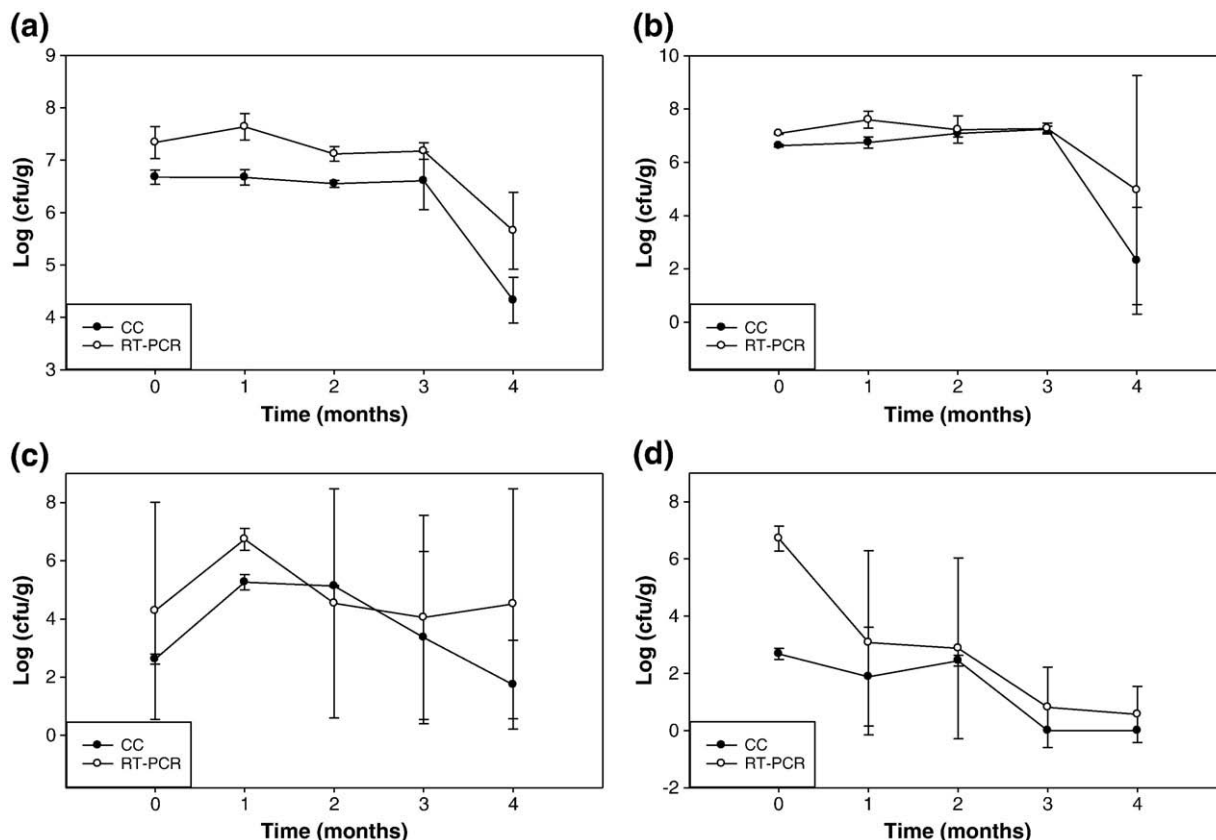 (a)
9
8
7
6
5
4
3
Log (cfu/g)
CC
RT-PCR
0 1 2 3 4
Time (months)
(b)
10
8
6
4
2
0
Log (cfu/g)
CC
RT-PCR
0 1 2 3 4
Time (months)
(c)
8
6
4
2
0
Log (cfu/g)
CC
RT-PCR
0 1 2 3 4
Time (months)
(d)
8
6
4
2
0
-2
Log (cfu/g)
CC
RT-PCR
0 1 2 3 4
Time (months)